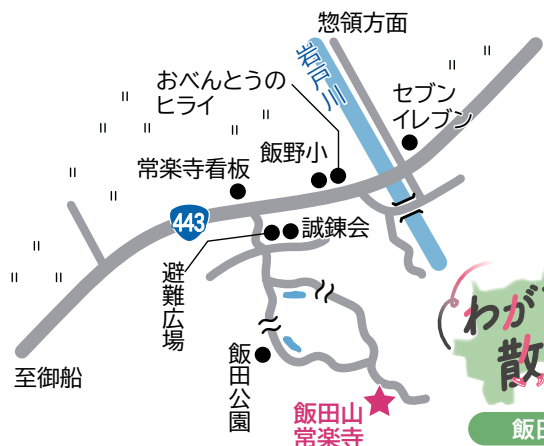 惣領方面
岩戸川
おべんとうの
ヒライ
セブン
イレブン
飯野小
常楽寺看板
443
誠錬会
避難広場
飯田公園
至御船
飯田山
常楽寺
わが
散
飯田